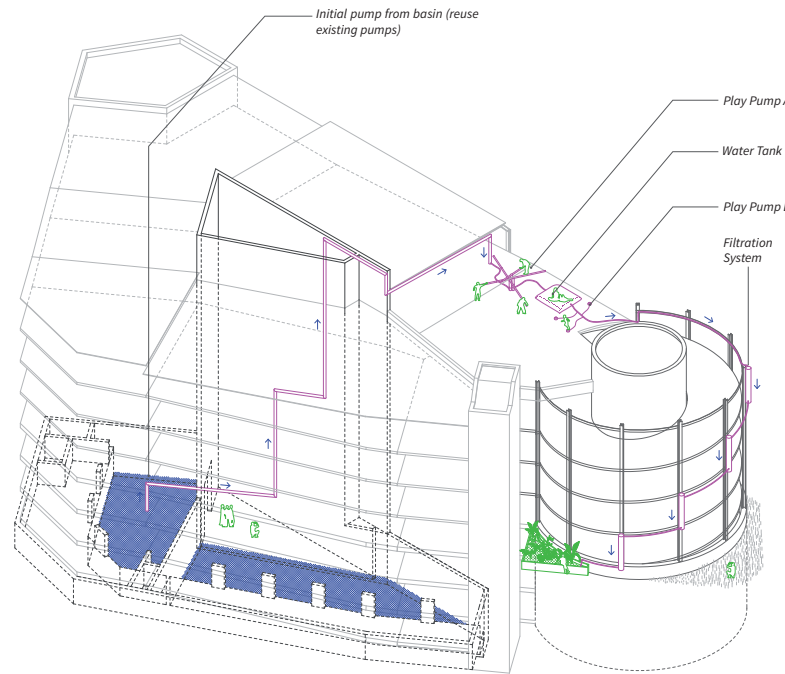 Initial pump from basin (reuse
existing pumps)
Play Pump
Water Tank
Play Pump
Filtration
System